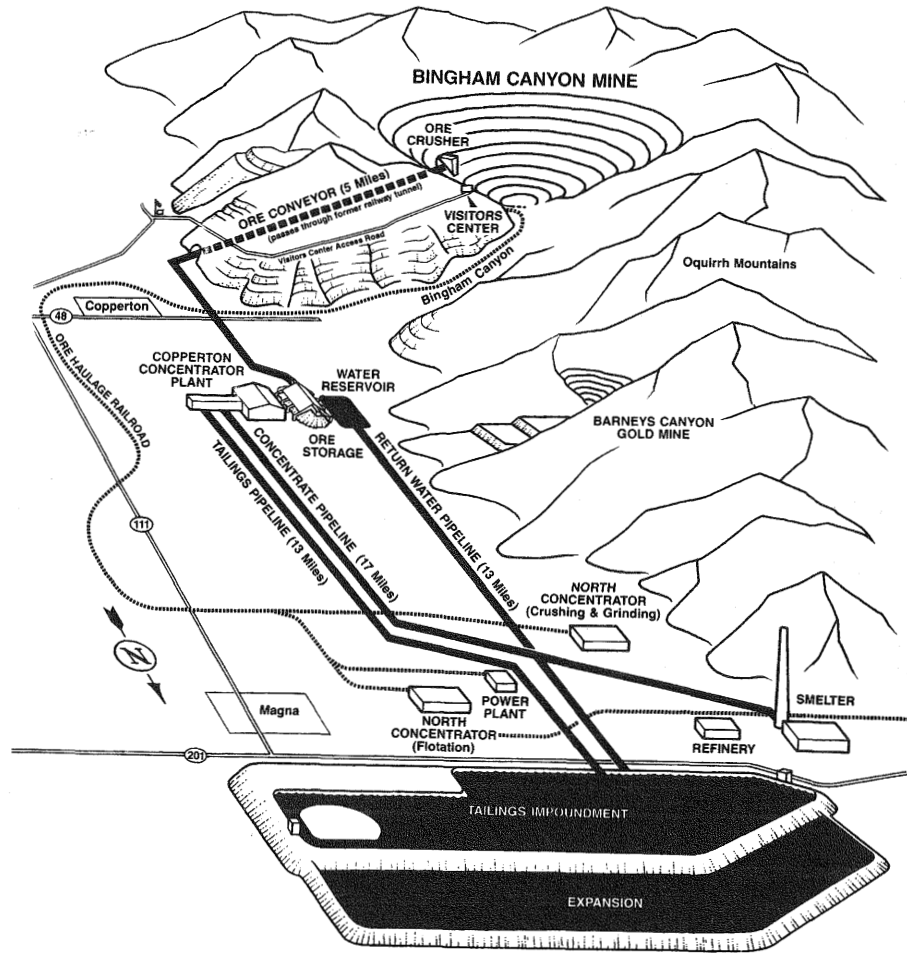 BINGHAM CANYON MINE
ORE
CRUSHER
ORE CONVEYOR (5 Miles)
(passes through former railway tunnel)
VISITORS
CENTER
Visitors Center Access Road
Bingham Canyon
Oquirrh Mountains
Copperton
48
ORE HAULAGE RAILROAD
COPPERTON
CONCENTRATOR
PLANT
WATER
RESERVOIR
ORE
STORAGE
BARNEYS CANYON
GOLD MINE
TAILINGS PIPELINE (13 Miles)
CONCENTRATE PIPELINE (17 Miles)
RETURN WATER PIPELINE (13 Miles)
111
NORTH
CONCENTRATOR
(Crushing & Grinding)
N
Magna
NORTH
CONCENTRATOR
(Flotation)
POWER
PLANT
SMELTER
REFINERY
201
TAILINGS IMPOUNDMENT
EXPANSION